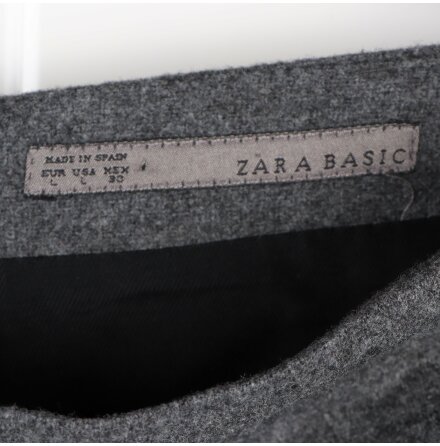 MADE IN SPAIN
EUR USA MEX
L L 30
ZARA BASIC